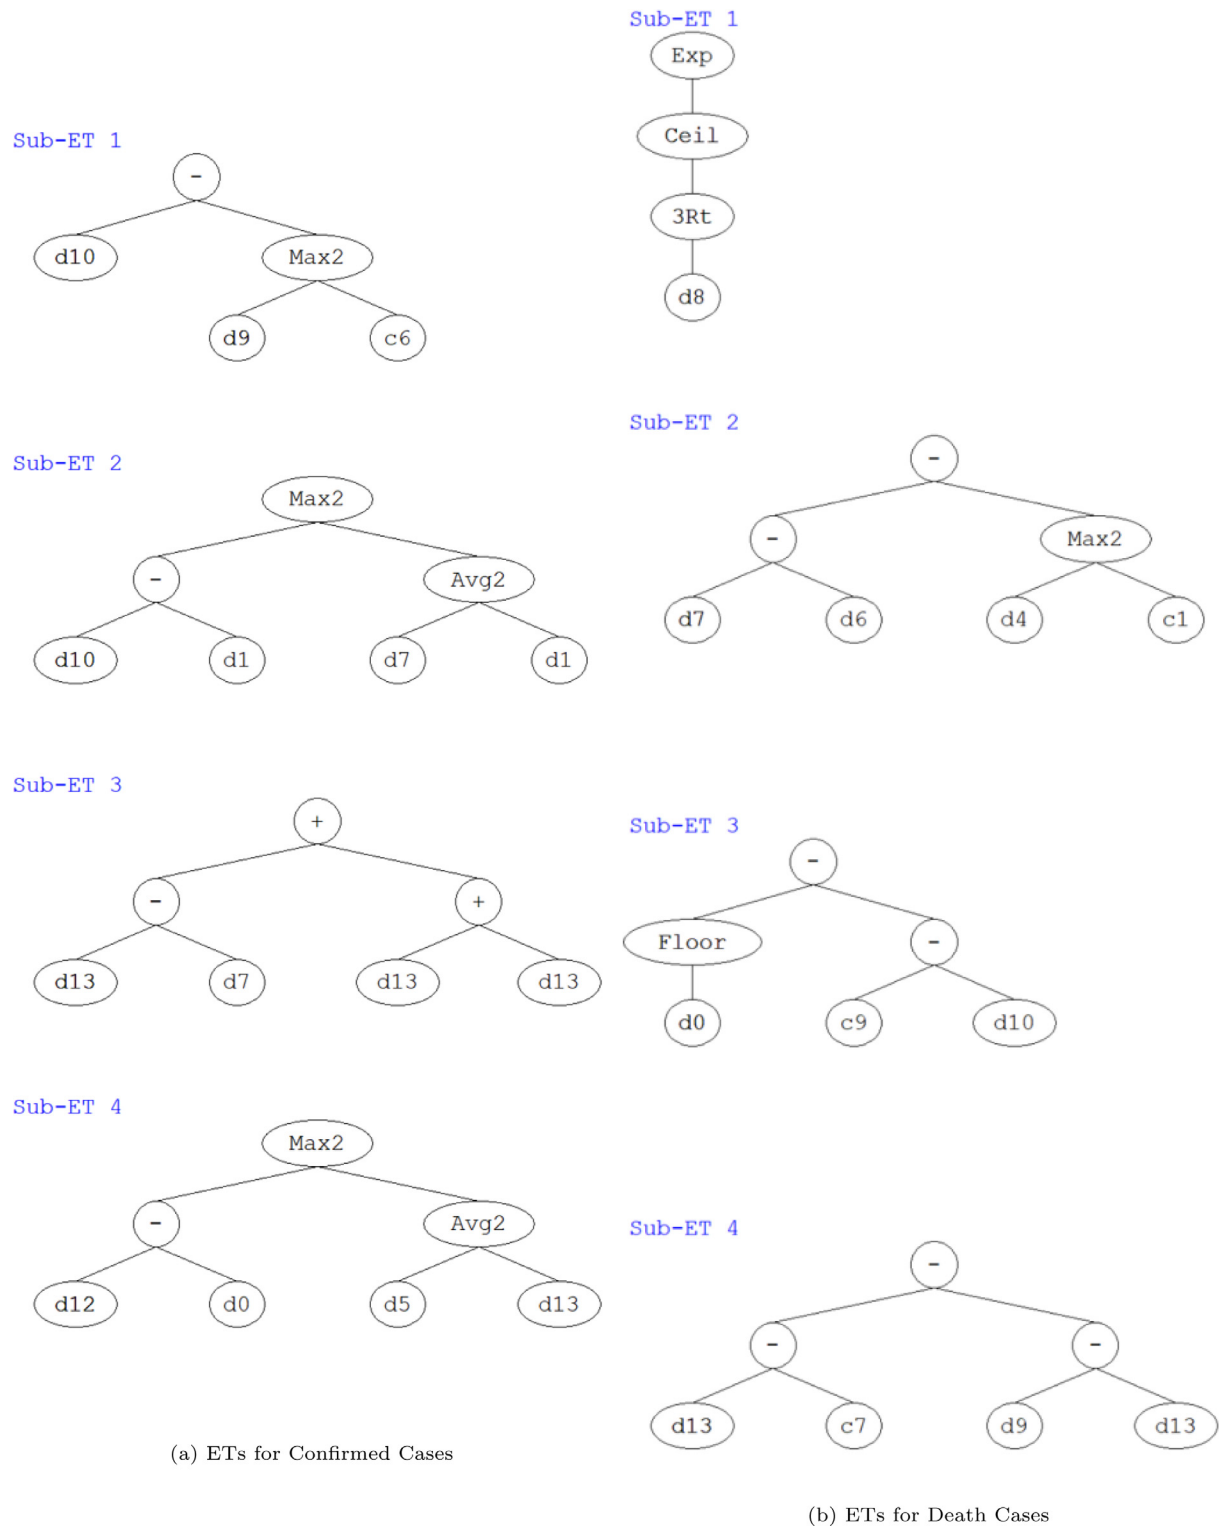 Sub-ET 1
-
d10 Max2
d9 c6
Sub-ET 2
Max2
- Avg2
d10 d1 d7 d1
Sub-ET 3
+
- +
d13 d7 d13 d13
Sub-ET 4
Max2
- Avg2
d12 d0 d5 d13
(a) ETs for Confirmed Cases
Sub-ET 1
Exp
Ceil
3Rt
d8
Sub-ET 2
-
- Max2
d7 d6 d4 c1
Sub-ET 3
-
Floor -
d0 c9 d10
Sub-ET 4
-
- -
d13 c7 d9 d13
(b) ETs for Death Cases